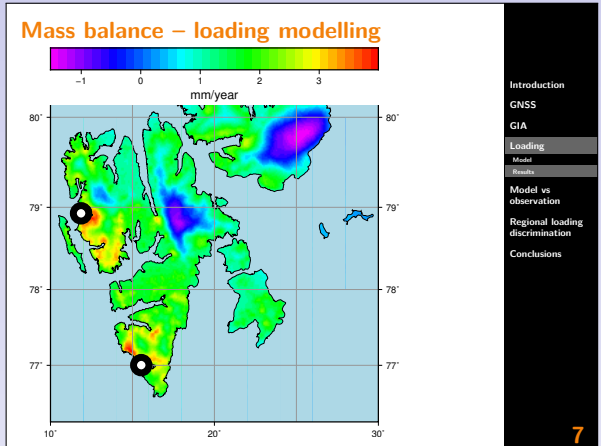 Mass balance – loading modelling
−1 0 1 2 3
mm/year
80˚ 80˚
79˚ 79˚
78˚ 78˚
77˚ 77˚
10˚ 20˚ 30˚
Introduction
GNSS
GIA
Loading
Model
Results
Model vs
observation
Regional loading
discrimination
Conclusions
7